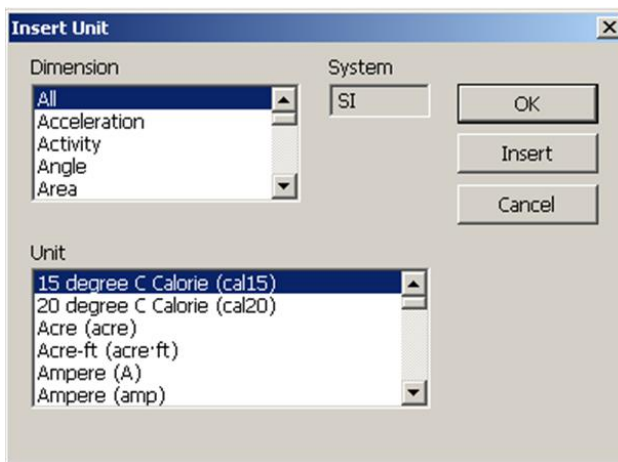 Insert Unit
Dimension
System
All
Acceleration
Activity
Angle
Area
SI
OK
Insert
Cancel
Unit
15 degree C Calorie (cal15)
20 degree C Calorie (cal20)
Acre (acre)
Acre-ft (acre·ft)
Ampere (A)
Ampere (amp)